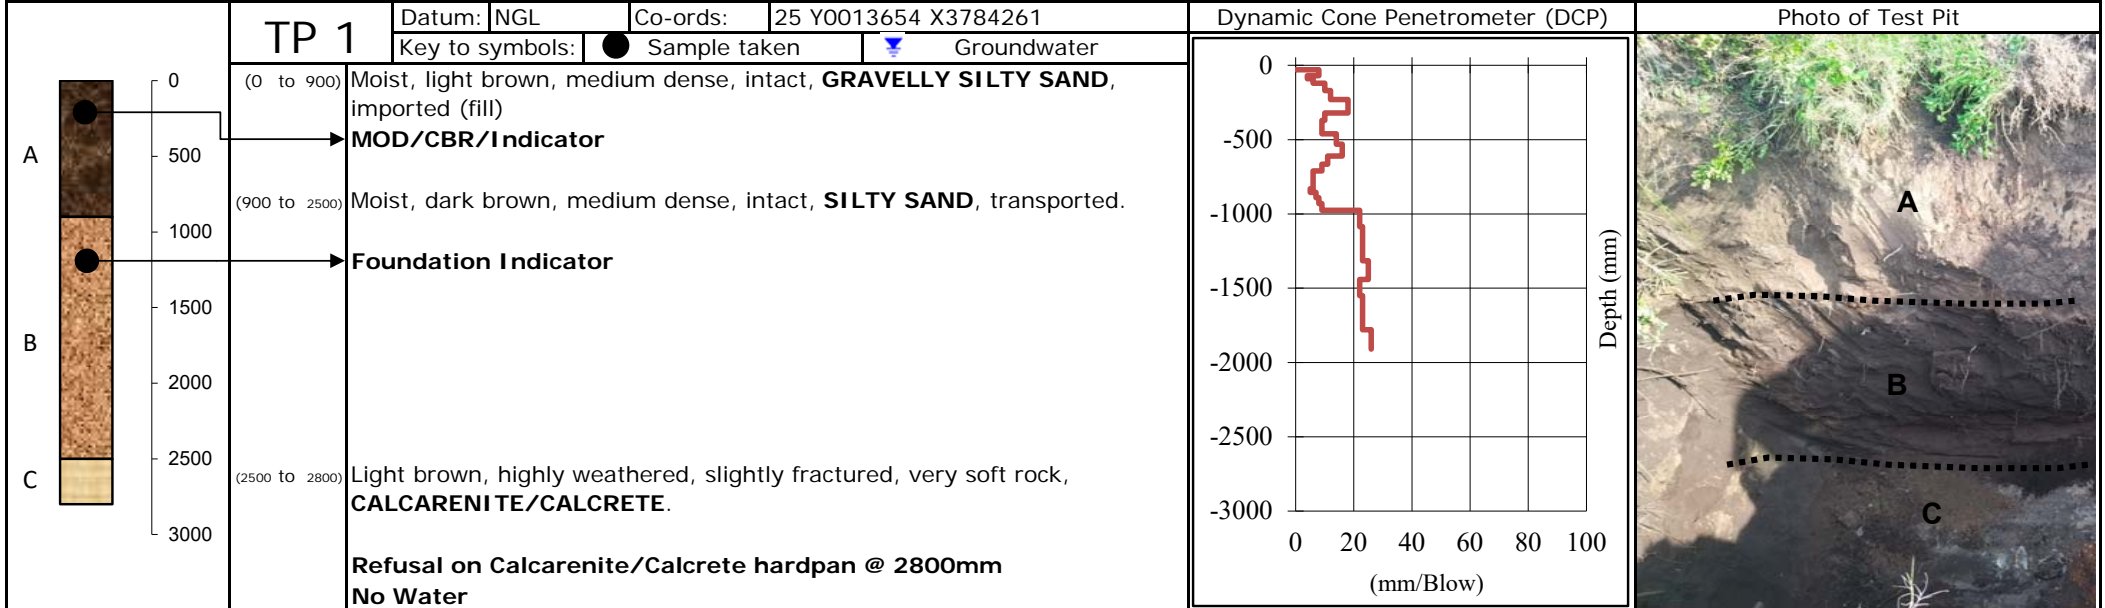 TP 1
Datum: NGL Co-ords: 25 Y0013654 X3784261
Key to symbols: Sample taken Groundwater
Dynamic Cone Penetrometer (DCP)
Photo of Test Pit
A
B
C
0
500
1000
1500
2000
2500
3000
(0 to 900) Moist, light brown, medium dense, intact, GRAVELLY SILTY SAND,
imported (fill)
MOD/CBR/Indicator
(900 to 2500) Moist, dark brown, medium dense, intact, SILTY SAND, transported.
Foundation Indicator
(2500 to 2800) Light brown, highly weathered, slightly fractured, very soft rock,
CALCARENITE/CALCRETE.
Refusal on Calcarenite/Calcrete hardpan @ 2800mm
No Water
0
-500
-1000
-1500
-2000
-2500
-3000
0 20 40 60 80 100
(mm/Blow)
Depth (mm)
A
B
C